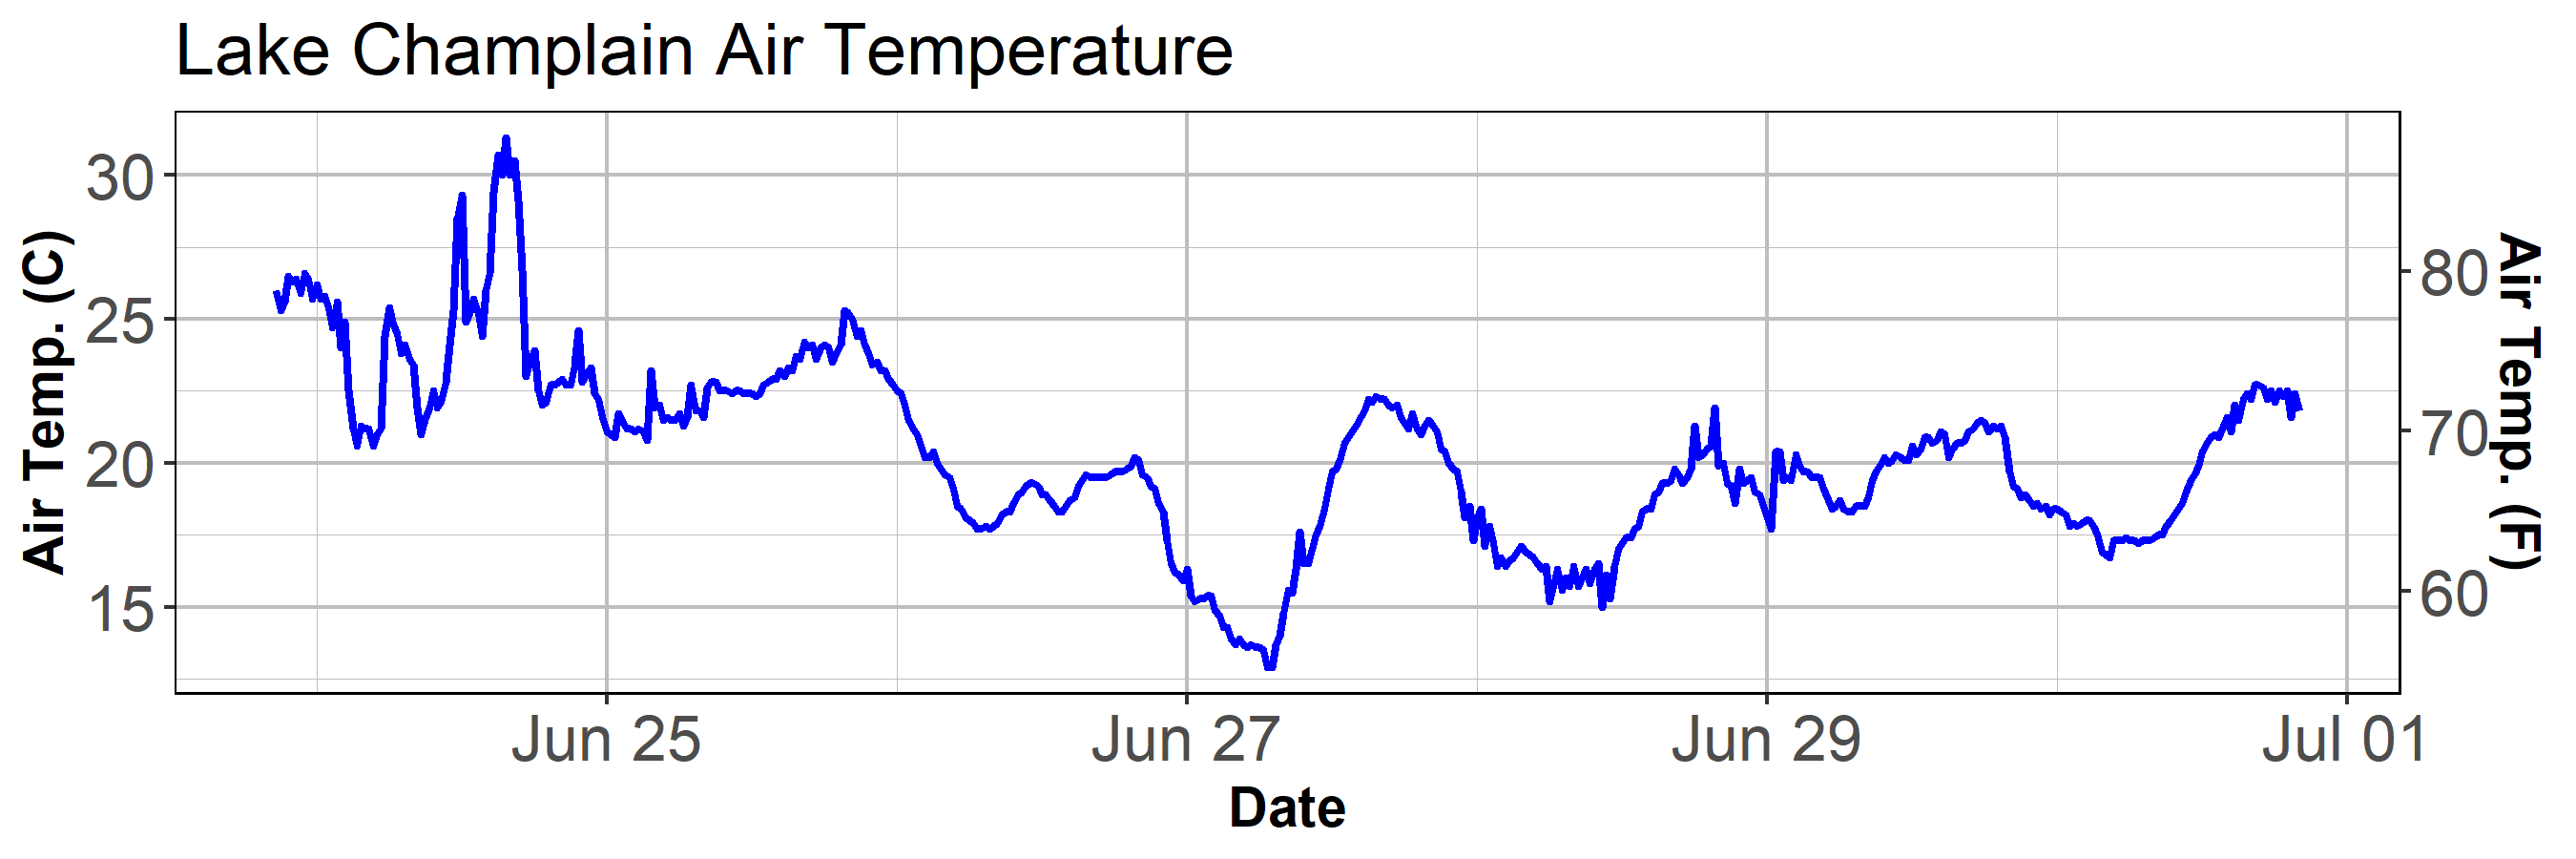 Lake Champlain Air Temperature
Air Temp. (C)
30
25
20
15
Air Temp. (F)
80
70
60
Jun 25
Jun 27
Jun 29
Jul 01
Date